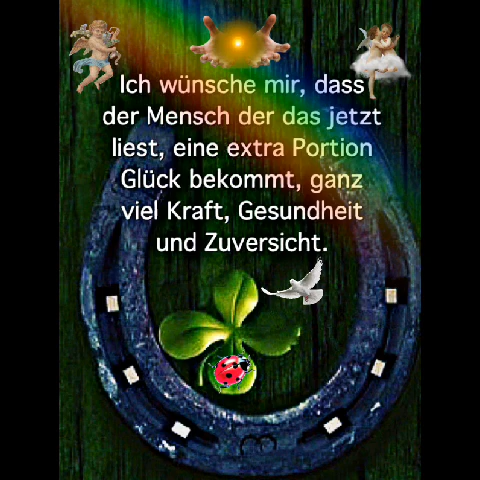 Ich wünsche mir, dass
der Mensch der das jetzt
liest, eine extra Portion
Glück bekommt, ganz
viel Kraft, Gesundheit
und Zuversicht.